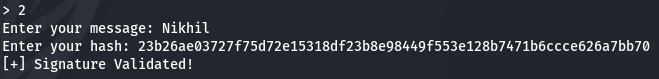 > 2
Enter your message: Nikhil
Enter your hash: 23b26ae03727f75d72e15318df23b8e98449f553e128b7471b6ccce626a7bb70
[+] Signature Validated!